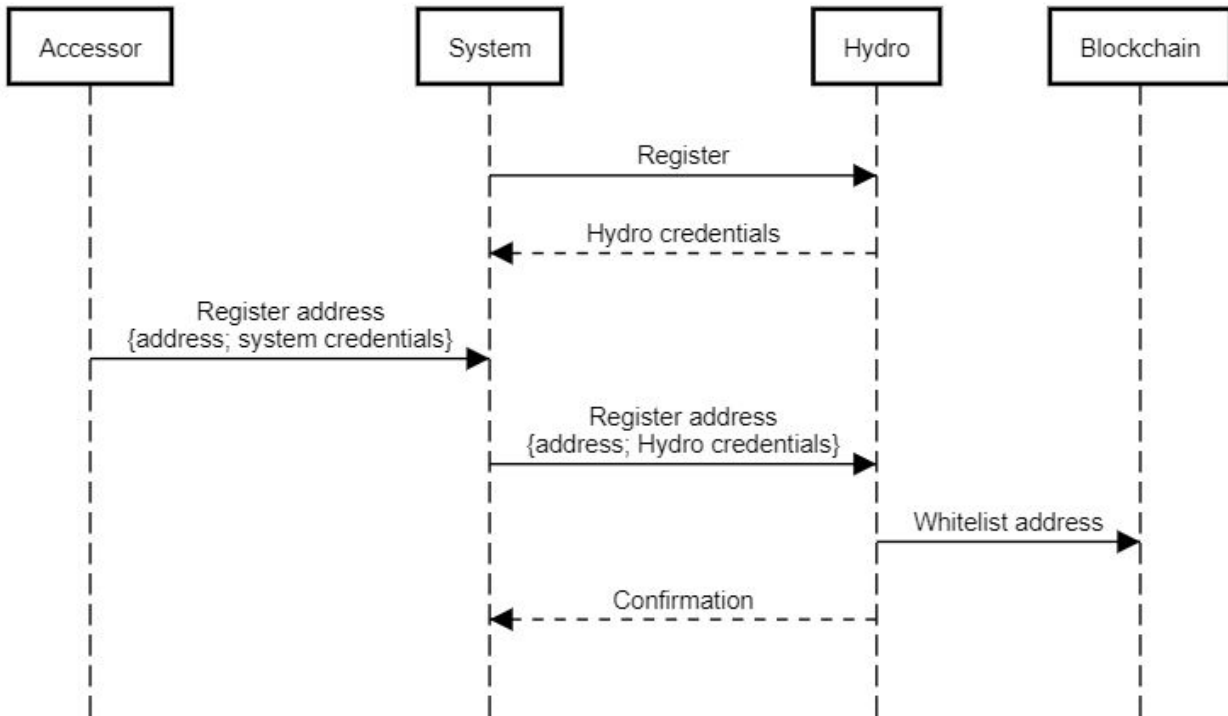 Accessor
System
Hydro
Blockchain
Register
Hydro credentials
Register address
{address; system credentials}
Register address
{address; Hydro credentials}
Whitelist address
Confirmation